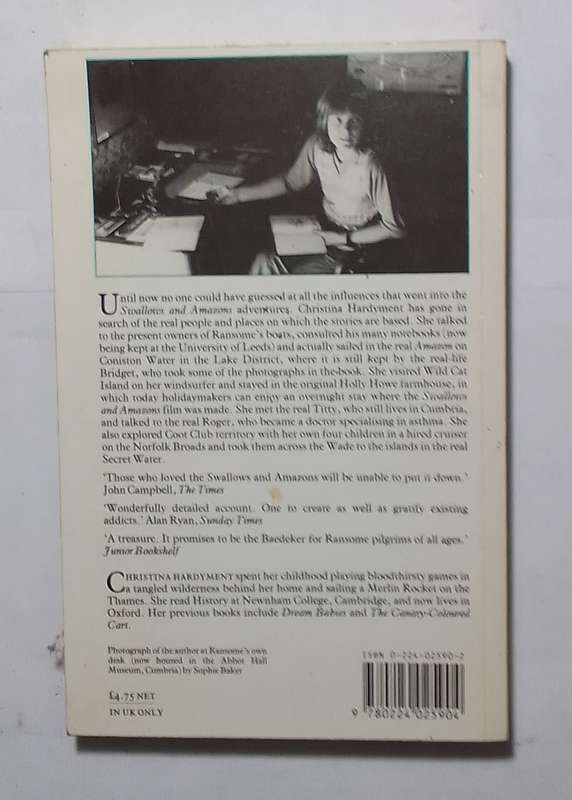 Until now no one could have guessed at all the influences that went into the
Swallows and Amazons adventures. Christina Hardyment has gone in
search of the real people and places on which the stories are based. She talked
to the present owners of Ransome's boats, consulted his many notebooks (now
being kept at the University of Leeds) and actually sailed in the real Amazon on
Coniston Water in the Lake District, where it is still kept by the real-life
Bridget, who took some of the photographs in the book. She visited Wild Cat
Island on her windsurfer and stayed in the original Holly Howe farmhouse, in
which today holidaymakers can enjoy an overnight stay where the Swallows
and Amazons film was made. She met the real Titty, who still lives in Cumbria,
and talked to the real Roger, who became a doctor specialising in asthma. She
also explored Coot Club territory with her own four children in a hired cruiser
on the Norfolk Broads and took them across the Wade to the islands in the real
Secret Water.
'Those who loved the Swallows and Amazons will be unable to put it down.'
John Campbell, The Times
'Wonderfully detailed account. One to create as well as gratify existing
addicts.' Alan Ryan, Sunday Times
'A treasure. It promises to be the Baedeker for Ransome pilgrims of all ages.'
Junior Bookshelf
CHRISTINA HARDYMENT spent her childhood playing bloodthirsty games in
a tangled wilderness behind her home and sailing a Merlin Rocket on the
Thames. She read History at Newnham College, Cambridge, and now lives in
Oxford. Her previous books include Dream Babies and The Canary-Coloured
Cart.
Photograph of the author at Ransome's own
desk (now housed in the Abbot Hall
Museum, Cumbria) by Sophie Baker
£4.75 NET
IN UK ONLY
ISBN 0-224-02590-2
9 780224 025904